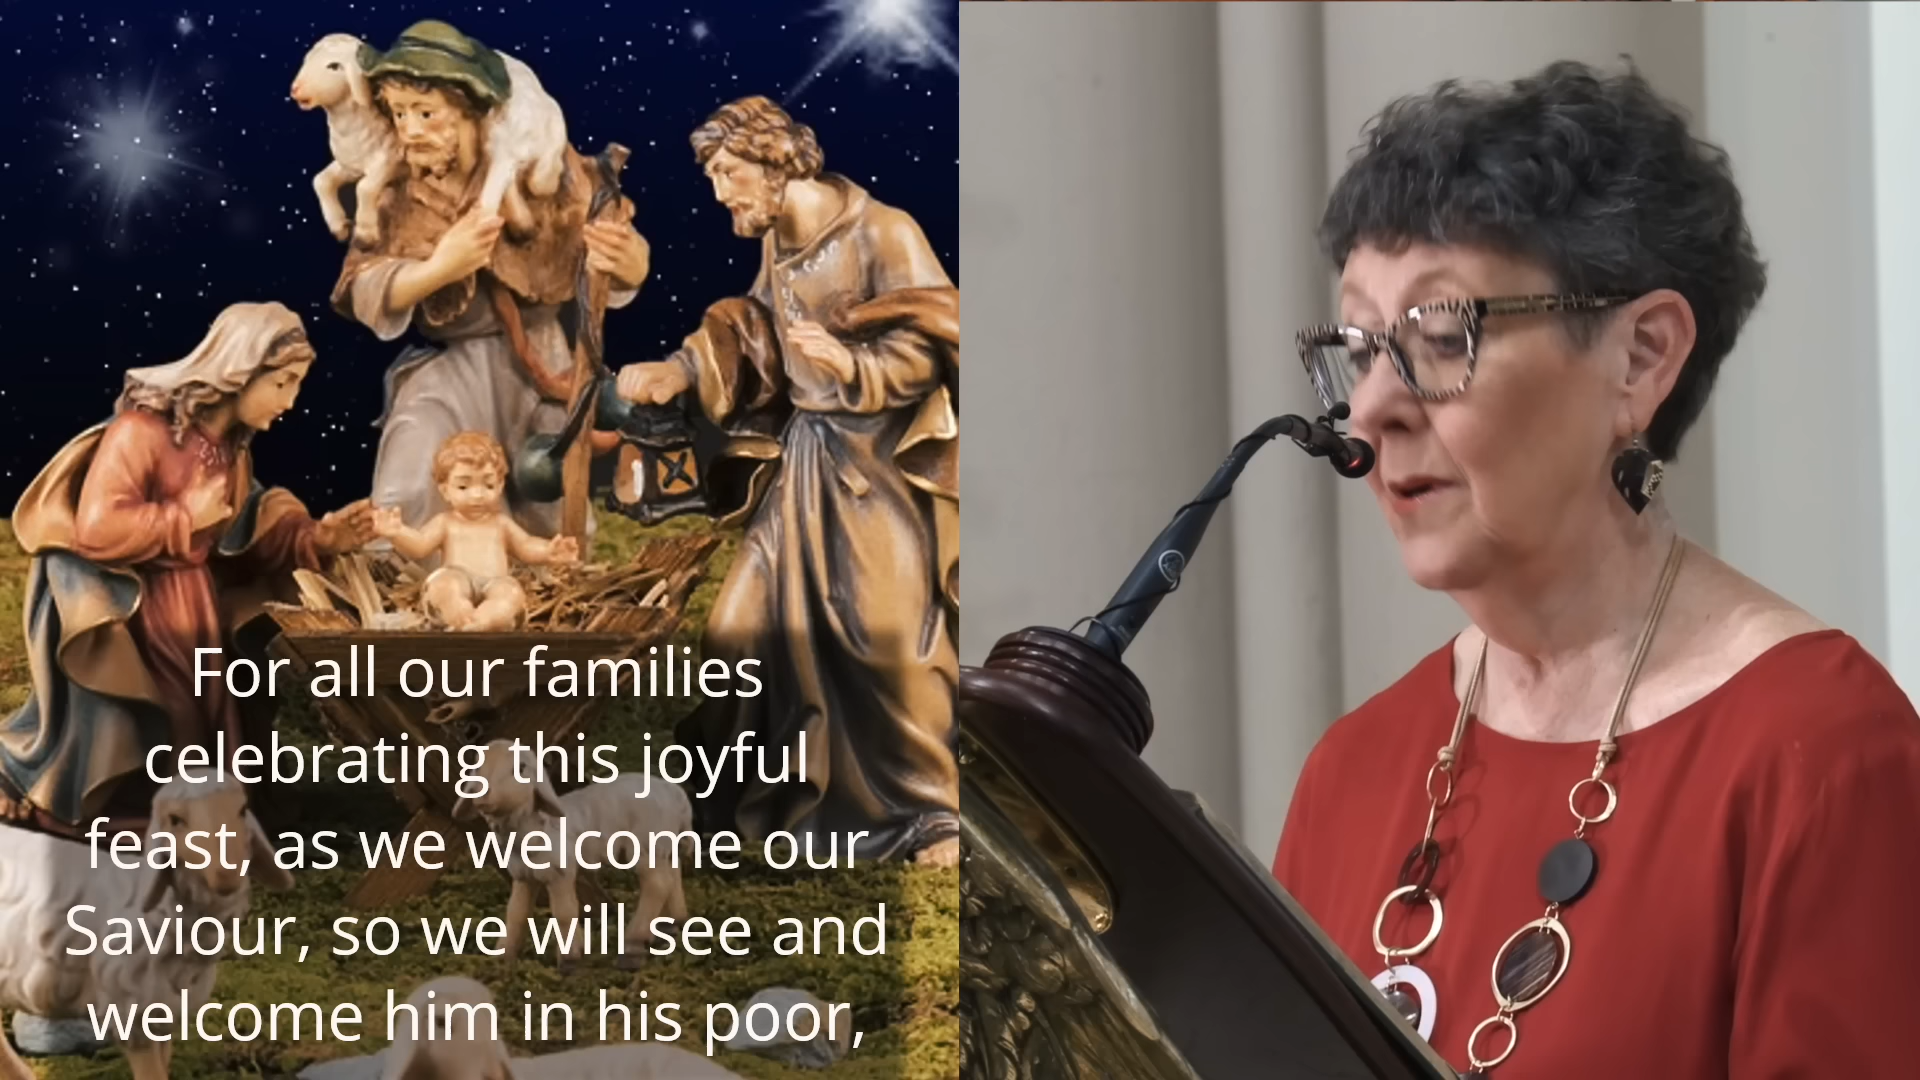 For all our families
celebrating this joyful
feast, as we welcome our
Saviour, so we will see and
welcome him in his poor,